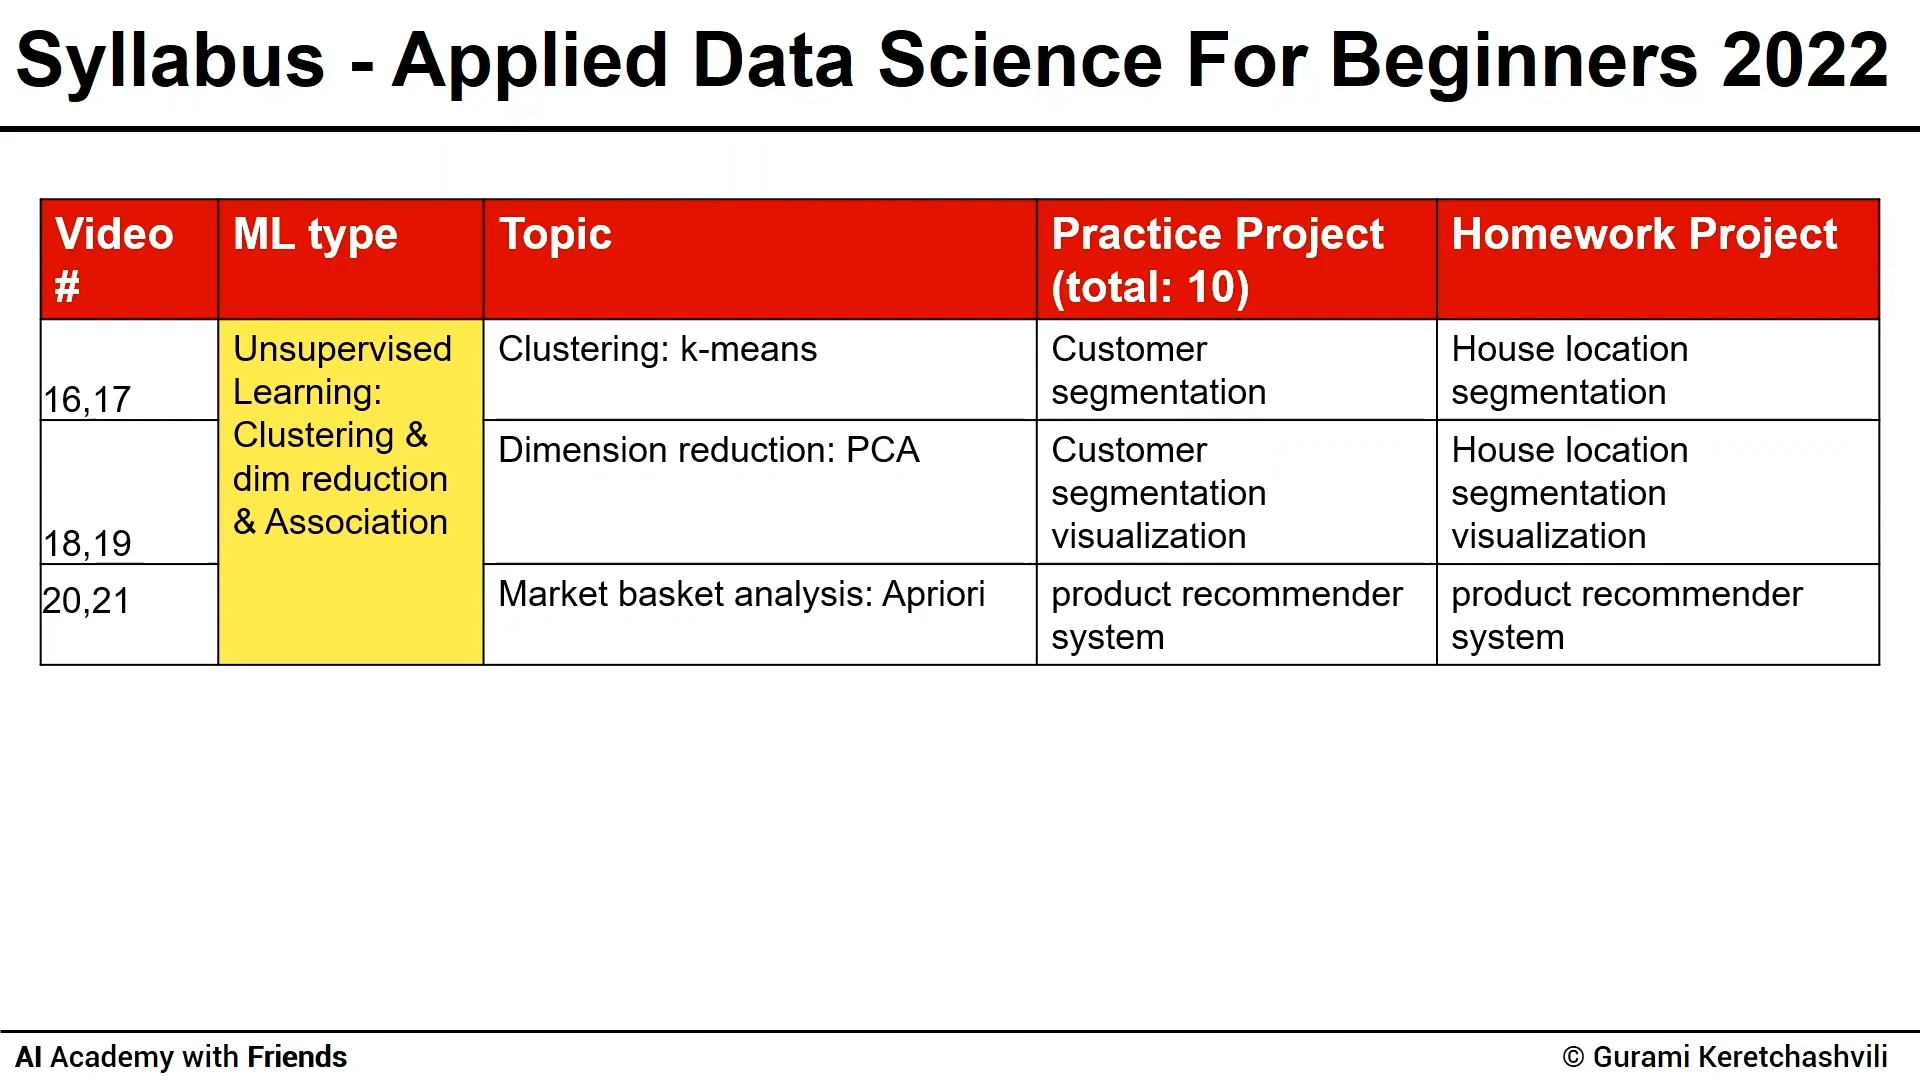 Syllabus - Applied Data Science For Beginners 2022
Video
#
ML type
Topic
Practice Project
(total: 10)
Homework Project
16,17
Unsupervised
Learning:
Clustering &
dim reduction
& Association
Clustering: k-means
Customer
segmentation
House location
segmentation
18,19
Dimension reduction: PCA
Customer
segmentation
visualization
House location
segmentation
visualization
20,21
Market basket analysis: Apriori
product recommender
system
product recommender
system
AI Academy with Friends
© Gurami Keretchashvili